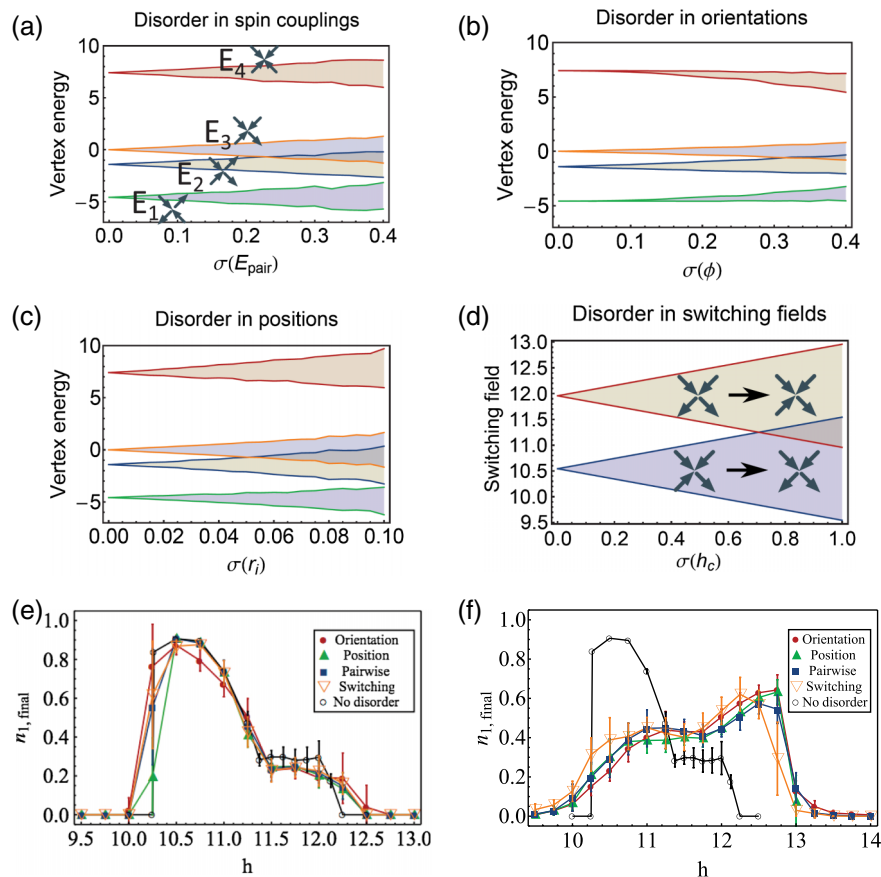 (a) Disorder in spin couplings
10
5
0
−5
Vertex energy
E4
E3
E2
E1
0.0 0.1 0.2 0.3 0.4
σ(Epair)
(b) Disorder in orientations
10
5
0
−5
Vertex energy
0.0 0.1 0.2 0.3 0.4
σ(ϕ)
(c) Disorder in positions
10
5
0
−5
Vertex energy
0.00 0.02 0.04 0.06 0.08 0.10
σ(ri)
(d) Disorder in switching fields
13.0
12.5
12.0
11.5
11.0
10.5
10.0
9.5
Switching field
0.0 0.2 0.4 0.6 0.8 1.0
σ(hc)
(e)
1.0
0.8
0.6
0.4
0.2
0.0
n1, final
Orientation
Position
Pairwise
Switching
No disorder
9.5 10.0 10.5 11.0 11.5 12.0 12.5 13.0
h
(f)
1.0
0.8
0.6
0.4
0.2
0.0
n1, final
Orientation
Position
Pairwise
Switching
No disorder
10 11 12 13 14
h